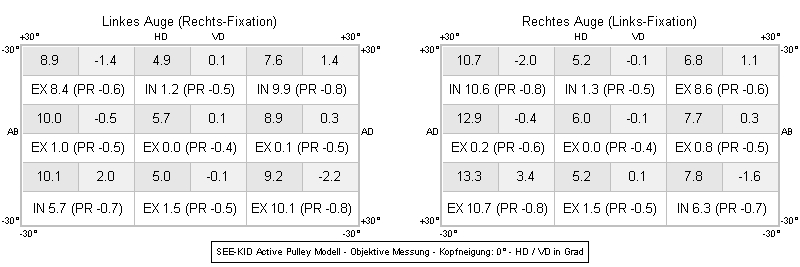 Linkes Auge (Rechts-Fixation)
HD VD
+30° +30°
-30° +30°
8.9 -1.4 4.9 0.1 7.6 1.4
EX 8.4 (PR -0.6) IN 1.2 (PR -0.5) IN 9.9 (PR -0.8)
10.0 -0.5 5.7 0.1 8.9 0.3
AB AD
EX 1.0 (PR -0.5) EX 0.0 (PR -0.4) EX 0.1 (PR -0.5)
10.1 2.0 5.0 -0.1 9.2 -2.2
IN 5.7 (PR -0.7) EX 1.5 (PR -0.5) EX 10.1 (PR -0.8)
-30° +30°
-30° -30°
Rechtes Auge (Links-Fixation)
HD VD
+30° +30°
+30° -30°
10.7 -2.0 5.2 -0.1 6.8 1.1
IN 10.6 (PR -0.8) IN 1.3 (PR -0.5) EX 8.6 (PR -0.6)
12.9 -0.4 6.0 -0.1 7.7 0.3
AD AB
EX 0.2 (PR -0.6) EX 0.0 (PR -0.4) EX 0.8 (PR -0.5)
13.3 3.4 5.2 0.1 7.8 -1.6
EX 10.7 (PR -0.8) EX 1.5 (PR -0.5) IN 6.3 (PR -0.7)
+30° -30°
-30° -30°
SEE-KID Active Pulley Modell - Objektive Messung - Kopfneigung: 0° - HD / VD in Grad